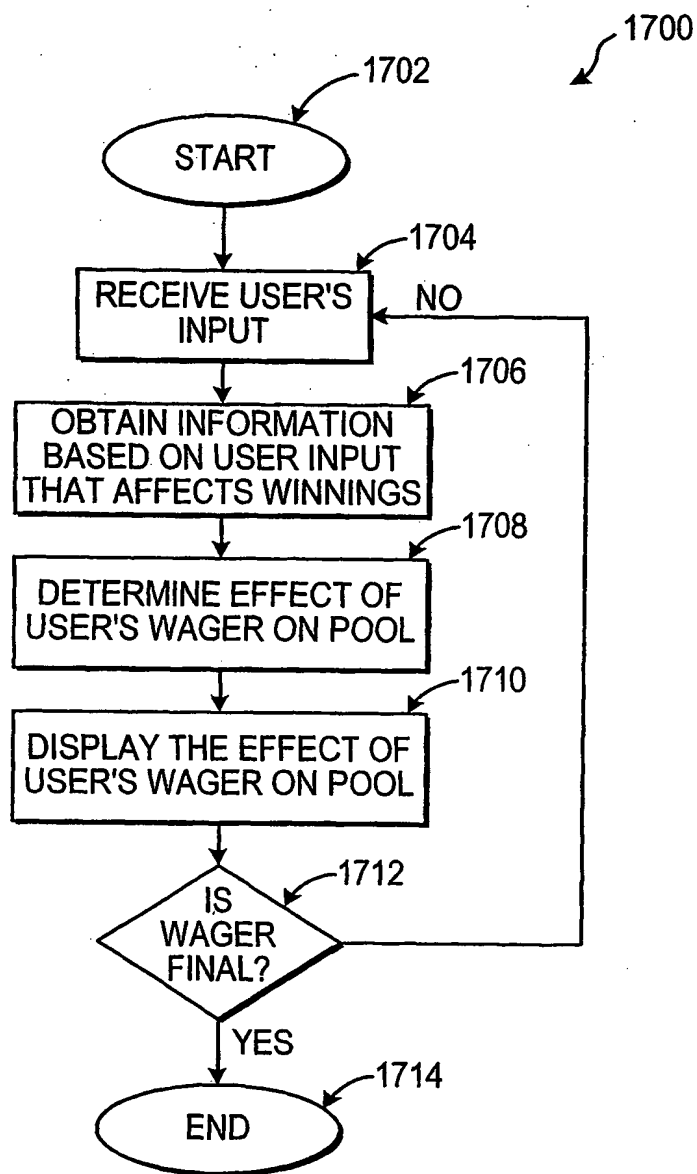 1700
1702
START
1704
RECEIVE USER'S
INPUT
NO
1706
OBTAIN INFORMATION
BASED ON USER INPUT
THAT AFFECTS WINNINGS
1708
DETERMINE EFFECT OF
USER'S WAGER ON POOL
1710
DISPLAY THE EFFECT OF
USER'S WAGER ON POOL
1712
IS
WAGER
FINAL?
YES
1714
END